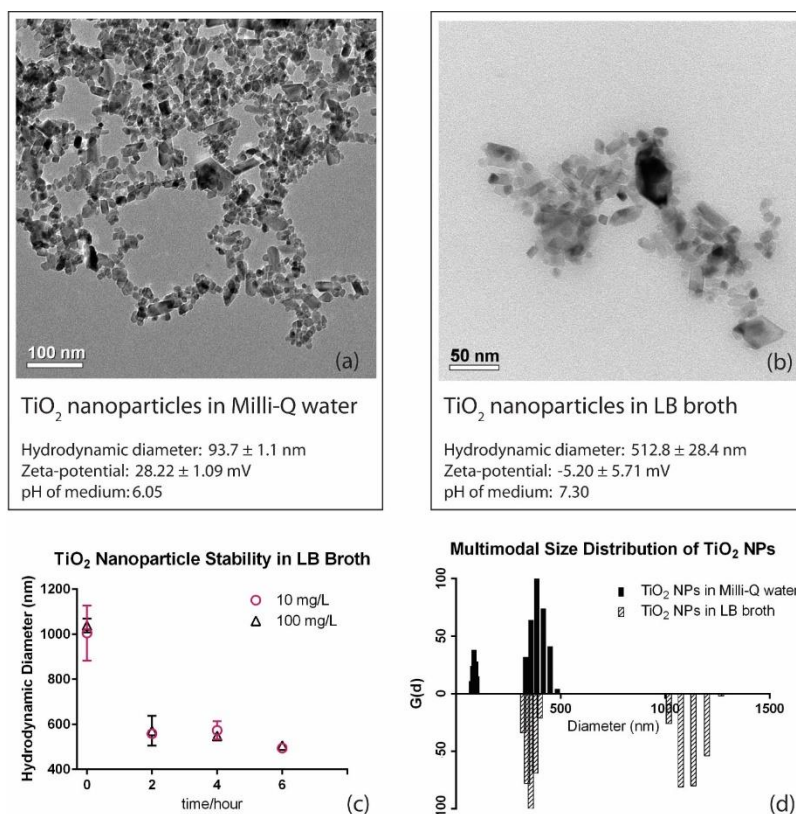 100 nm
(a)
TiO₂ nanoparticles in Milli-Q water
Hydrodynamic diameter: 93.7 ± 1.1 nm
Zeta-potential: 28.22 ± 1.09 mV
pH of medium: 6.05
50 nm
(b)
TiO₂ nanoparticles in LB broth
Hydrodynamic diameter: 512.8 ± 28.4 nm
Zeta-potential: -5.20 ± 5.71 mV
pH of medium: 7.30
TiO₂ Nanoparticle Stability in LB Broth
Hydrodynamic Diameter (nm)
1200
1000
800
600
400
10 mg/L
100 mg/L
0 2 4 6
time/hour
(c)
Multimodal Size Distribution of TiO₂ NPs
TiO₂ NPs in Milli-Q water
TiO₂ NPs in LB broth
G(d)
100
50
0
50
100
500 1000 1500
Diameter (nm)
(d)